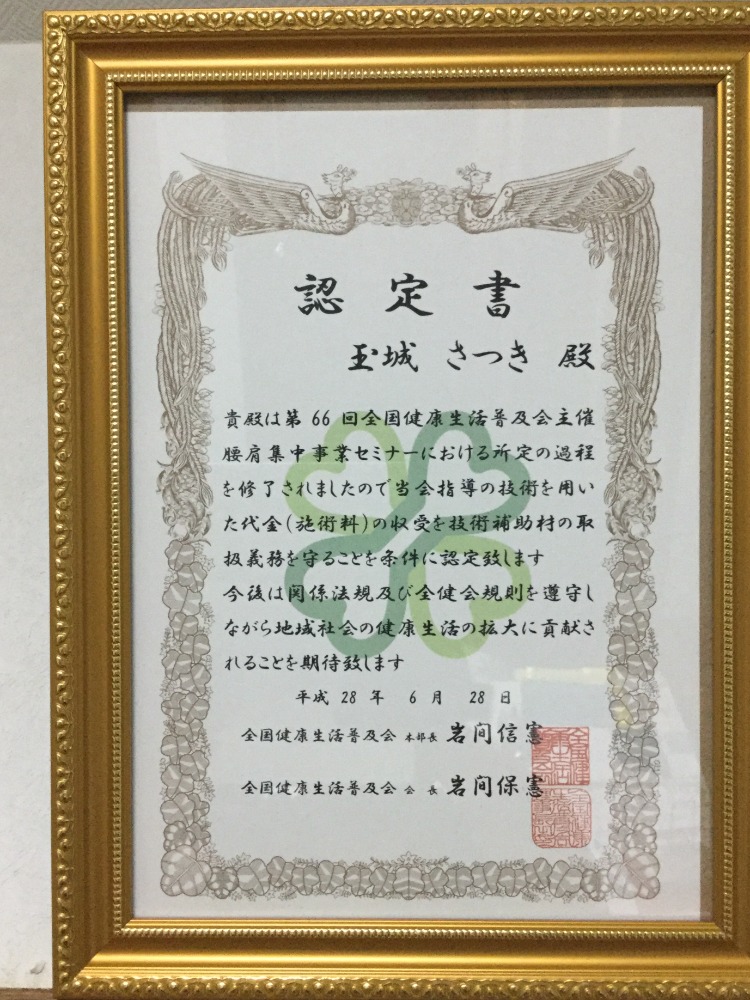 認定書
玉城 さつき 殿
貴殿は第 66 回全国健康生活普及会主催
腰肩集中事業セミナーにおける所定の過程
を修了されましたので当会指導の技術を用い
た代金(施術料)の収受を技術補助材の取
扱義務を守ることを条件に認定致します
今後は関係法規及び全健会規則を遵守し
ながら地域社会の健康生活の拡大に貢献さ
れることを期待致します
平成 28 年 6 月 28 日
全国健康生活普及会 本部長 岩間信憲
全国健康生活普及会 会長 岩間保憲